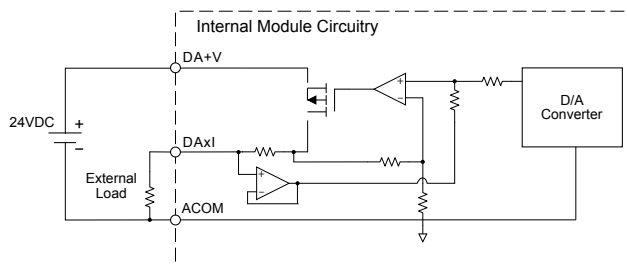 Internal Module Circuitry
DA+V
24VDC
+
−
DAxI
External
Load
ACOM
+
−
+
−
D/A
Converter